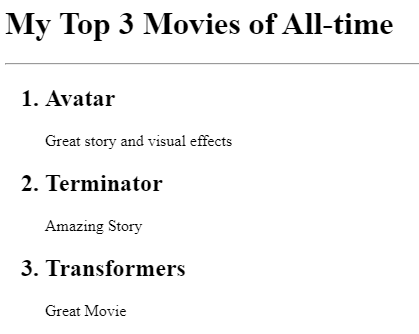 My Top 3 Movies of All-time
1. Avatar
Great story and visual effects
2. Terminator
Amazing Story
3. Transformers
Great Movie